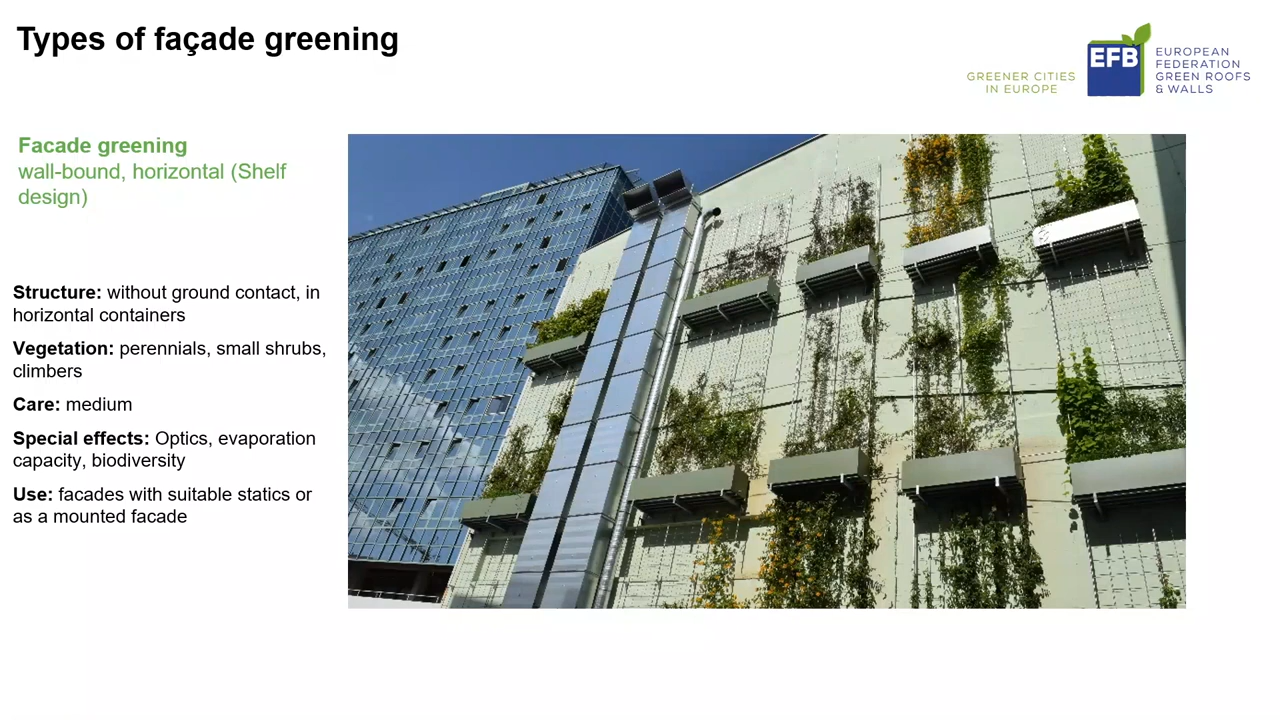 Types of façade greening
GREENER CITIES
IN EUROPE
EFB
EUROPEAN
FEDERATION
GREEN ROOFS
& WALLS
Facade greening
wall-bound, horizontal (Shelf
design)
Structure: without ground contact, in
horizontal containers
Vegetation: perennials, small shrubs,
climbers
Care: medium
Special effects: Optics, evaporation
capacity, biodiversity
Use: facades with suitable statics or
as a mounted facade